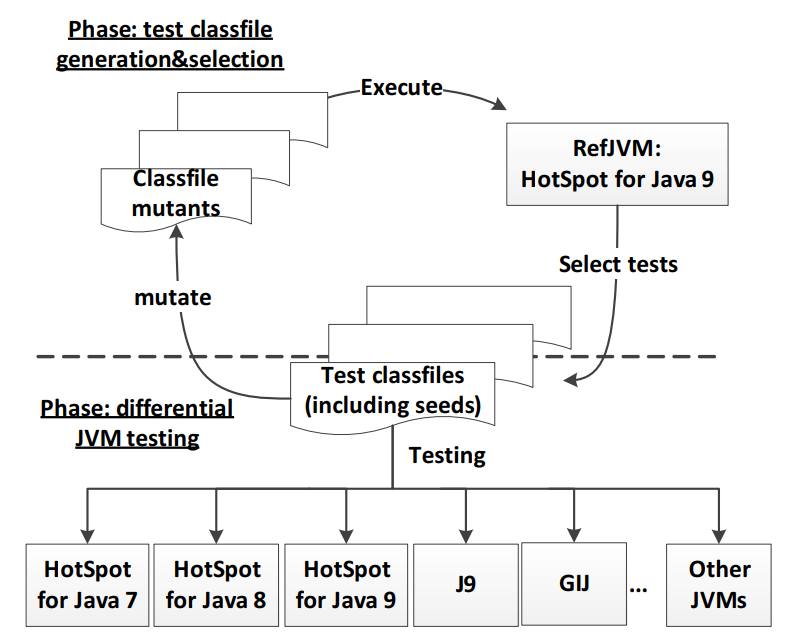 Phase: test classfile
generation&selection
Execute
RefJVM:
HotSpot for Java 9
Classfile
mutants
Select tests
mutate
Test classfiles
(including seeds)
Phase: differential
JVM testing
Testing
HotSpot
for Java 7
HotSpot
for Java 8
HotSpot
for Java 9
J9
GIJ
...
Other
JVMs